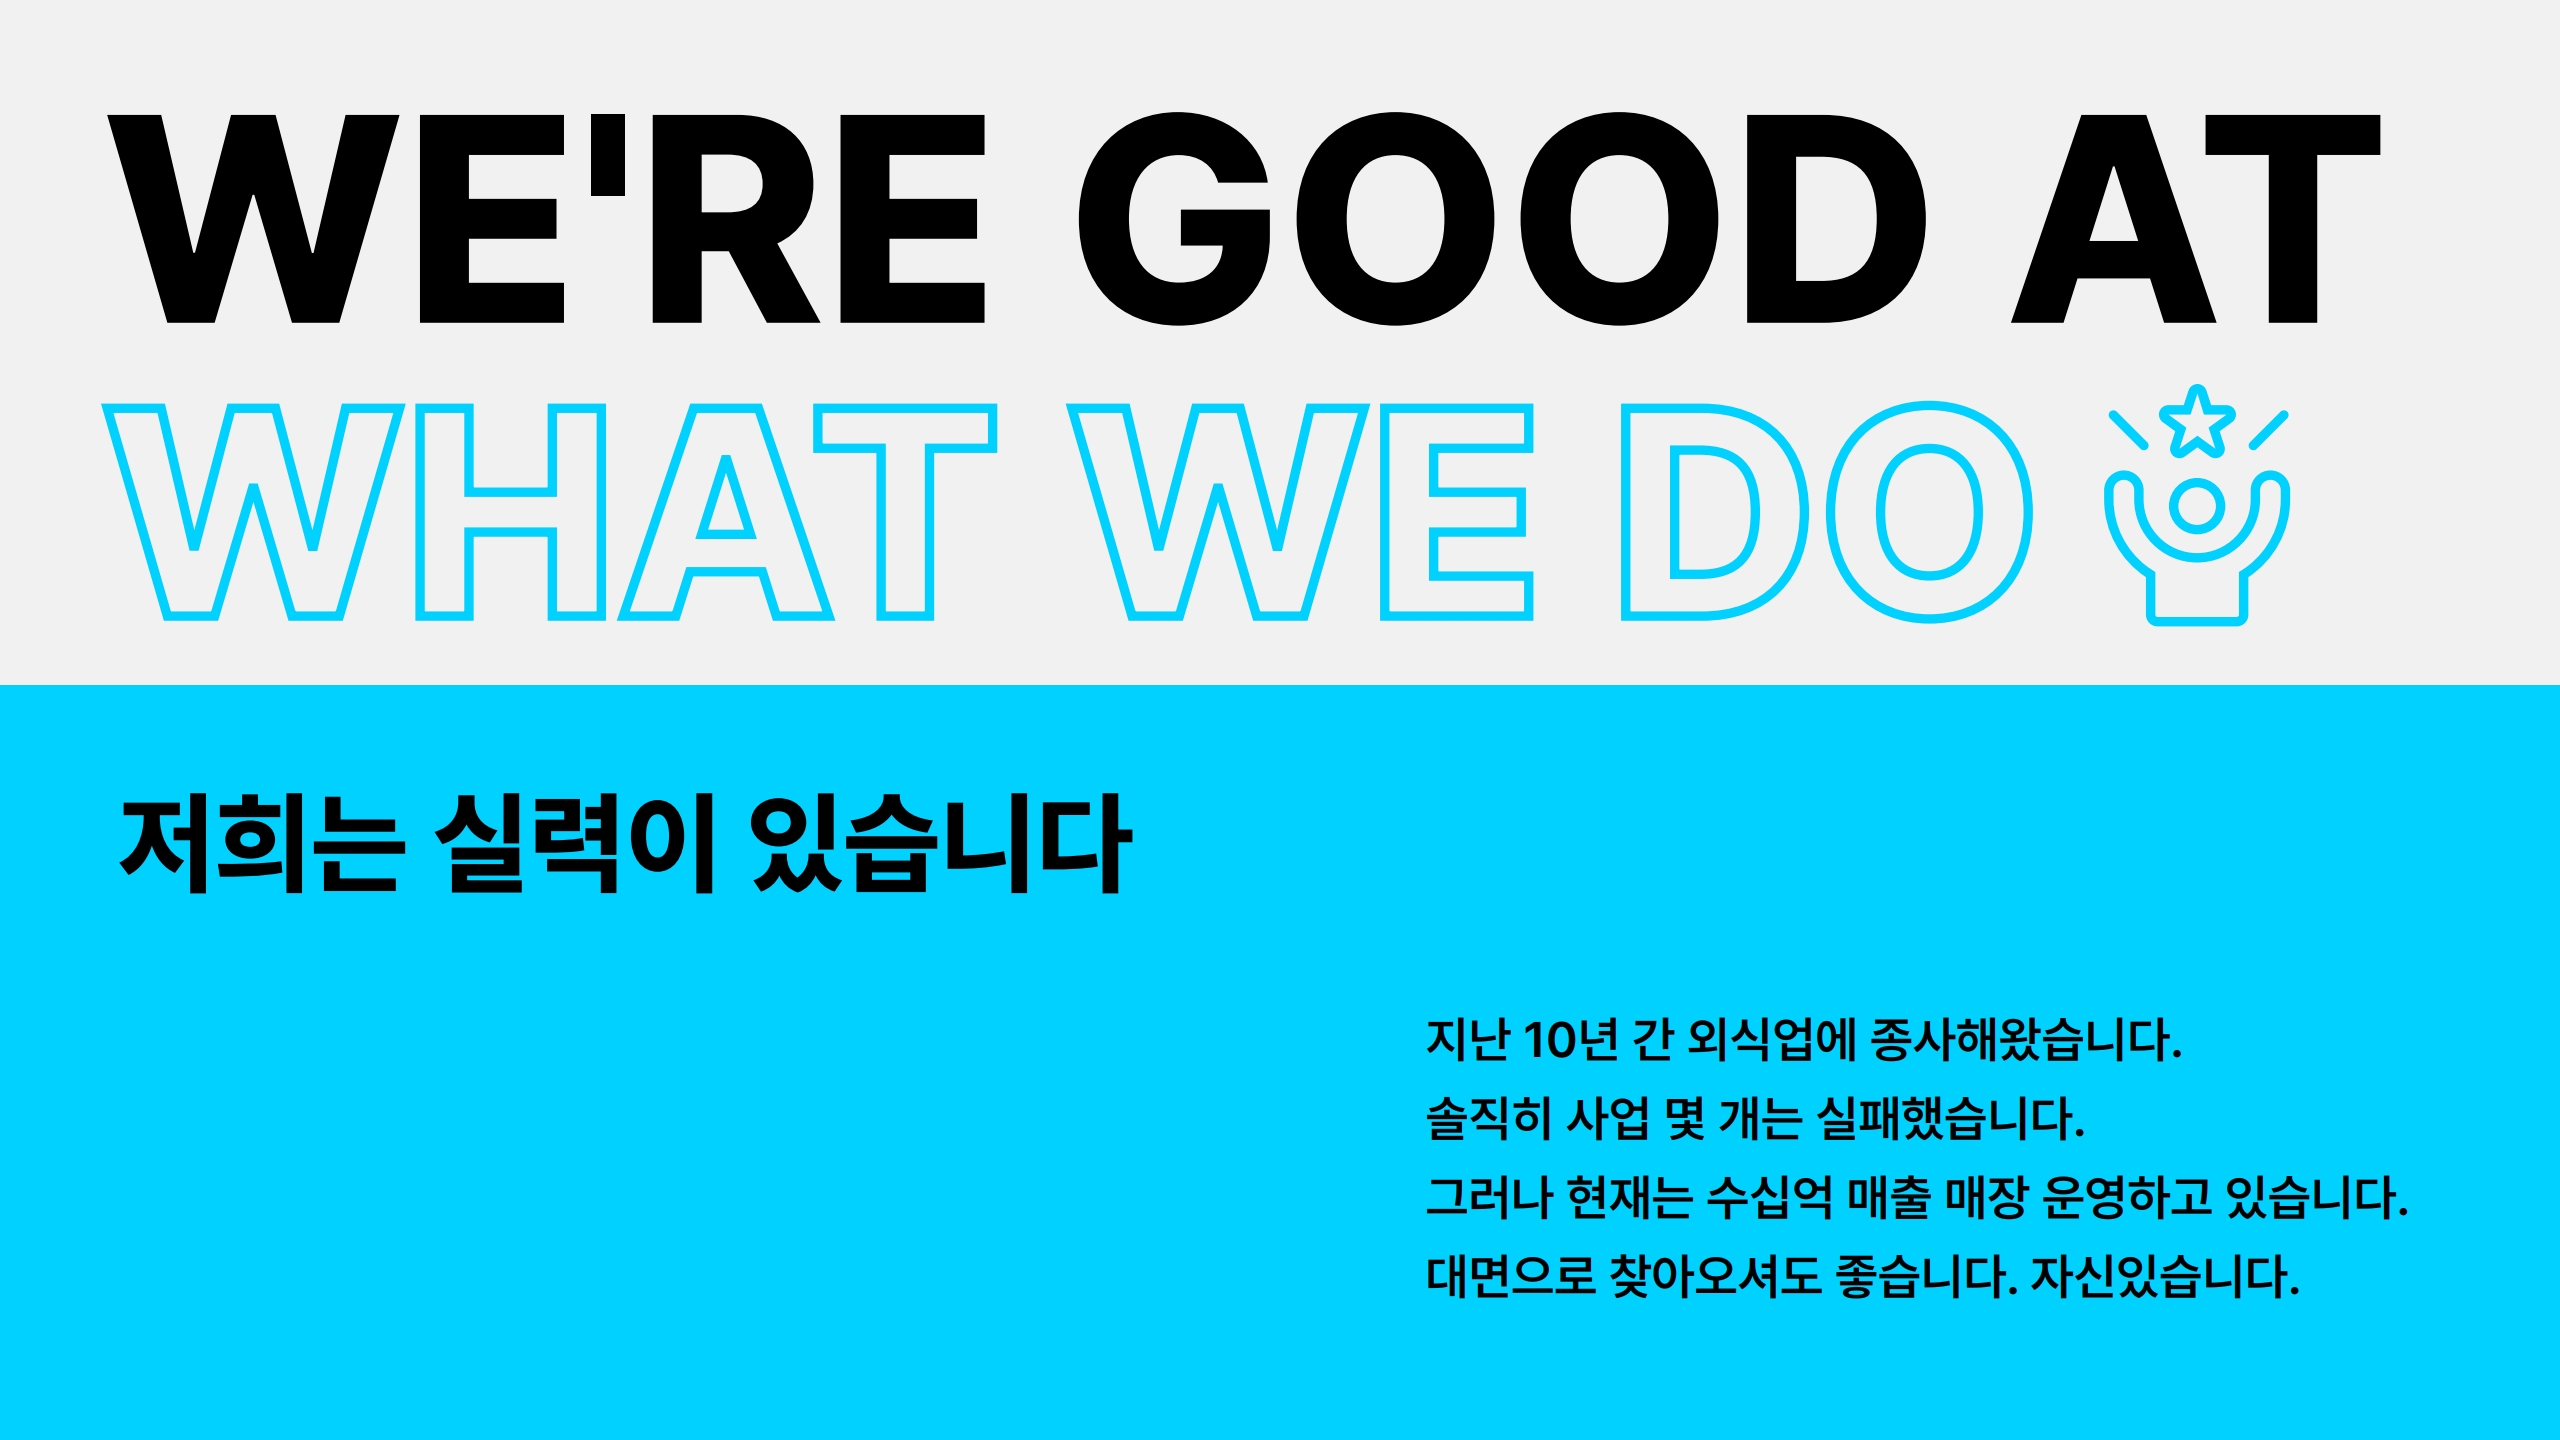 WE'RE GOOD AT
WHAT WE DO
저희는 실력이 있습니다
지난 10년 간 외식업에 종사해왔습니다.
솔직히 사업 몇 개는 실패했습니다.
그러나 현재는 수십억 매출 매장 운영하고 있습니다.
대면으로 찾아오셔도 좋습니다. 자신있습니다.